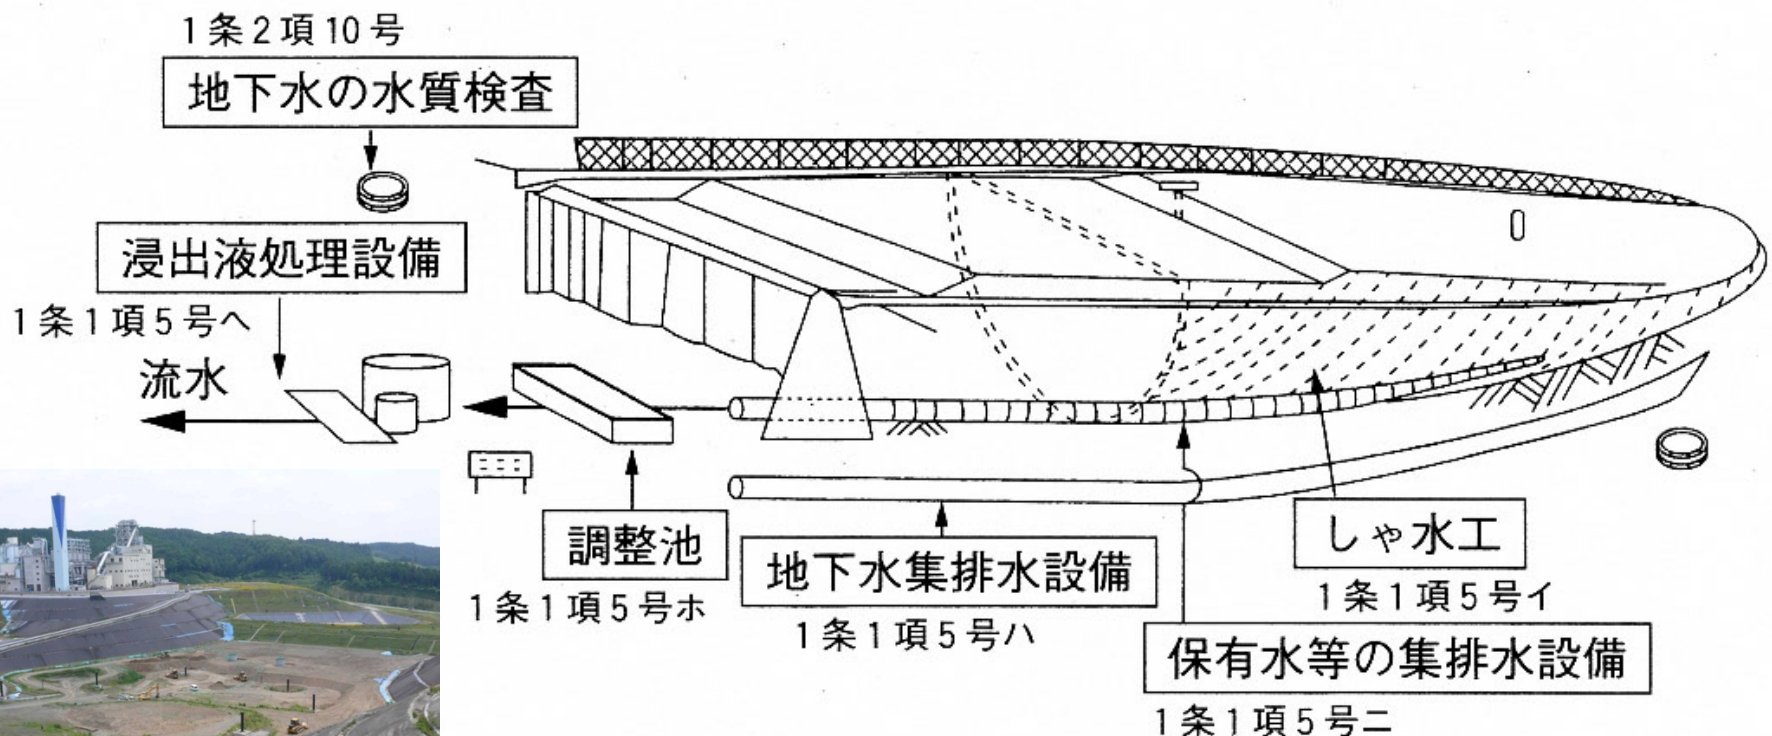 1条2項10号
地下水の水質検査
浸出液処理設備
1条1項5号ヘ
流水
調整池
1条1項5号ホ
地下水集排水設備
1条1項5号ハ
しゃ水工
1条1項5号イ
保有水等の集排水設備
1条1項5号ニ